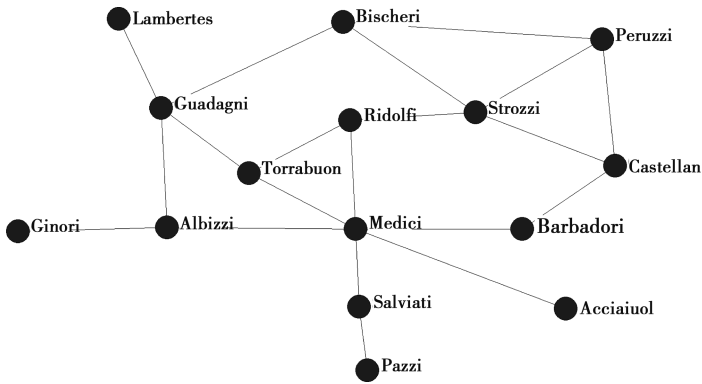 Lambertes
Bischeri
Peruzzi
Guadagni
Ridolfi
Strozzi
Torrabuon
Castellan
Ginori
Albizzi
Medici
Barbadori
Salviati
Acciaiuol
Pazzi